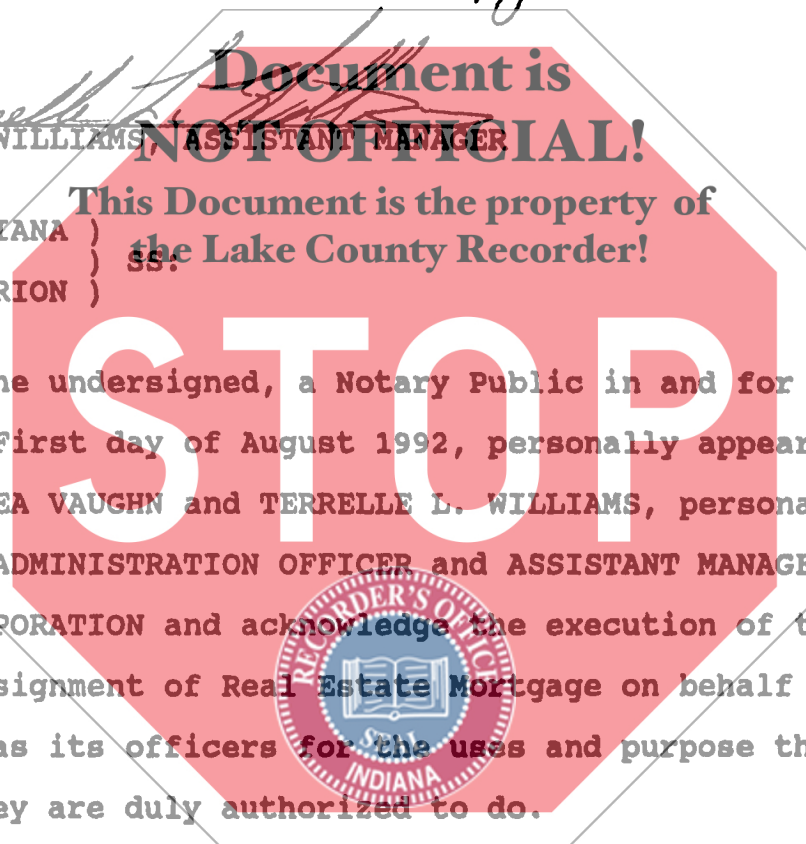 Document is
WILLIAMS, ASSISTANT MANAGER
NOT OFFICIAL!
This Document is the property of
IANA )
the Lake County Recorder!
) SS:
RION )
STOP
he undersigned, a Notary Public in and for
First day of August 1992, personally appear
EA VAUGHN and TERRELLE L. WILLIAMS, persona
ADMINISTRATION OFFICER and ASSISTANT MANAGE
PORATION and acknowledge the execution of t
signment of Real Estate Mortgage on behalf
as its officers for the uses and purpose th
ey are duly authorized to do.
RECORDER'S OFFICE
SEAL
INDIANA